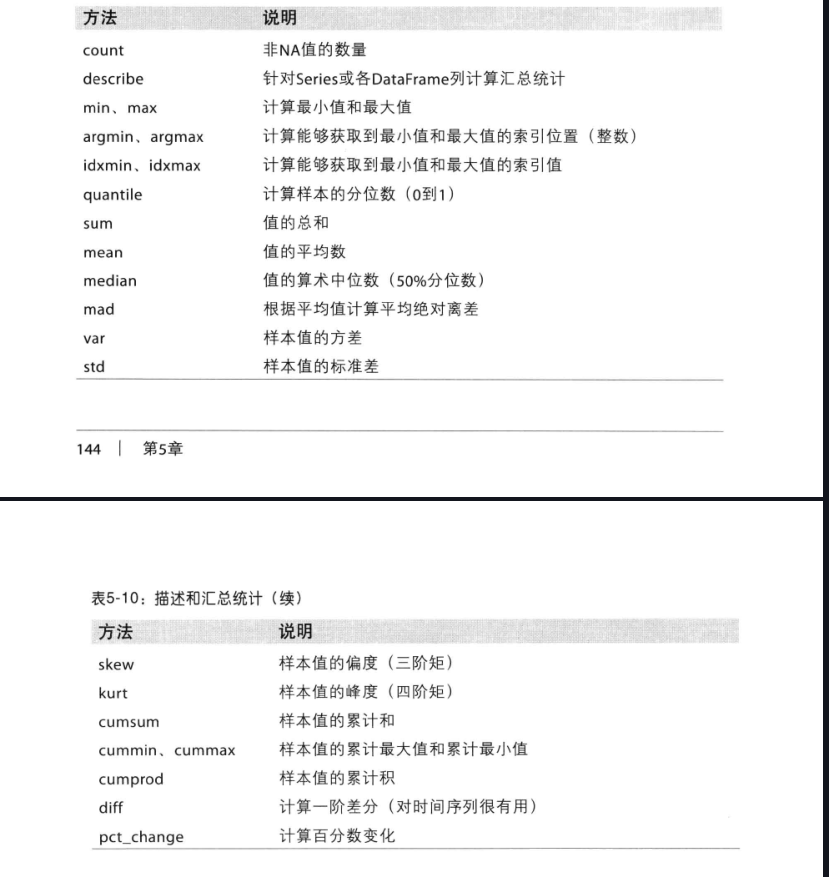 方法 说明
count 非NA值的数量
describe 针对Series或各DataFrame列计算汇总统计
min、max 计算最小值和最大值
argmin、argmax 计算能够获取到最小值和最大值的索引位置（整数）
idxmin、idxmax 计算能够获取到最小值和最大值的索引值
quantile 计算样本的分位数（0到1）
sum 值的总和
mean 值的平均数
median 值的算术中位数（50%分位数）
mad 根据平均值计算平均绝对离差
var 样本值的方差
std 样本值的标准差
144 | 第5章
表5-10：描述和汇总统计（续）
方法 说明
skew 样本值的偏度（三阶矩）
kurt 样本值的峰度（四阶矩）
cumsum 样本值的累计和
cummin、cummax 样本值的累计最大值和累计最小值
cumprod 样本值的累计积
diff 计算一阶差分（对时间序列很有用）
pct_change 计算百分数变化